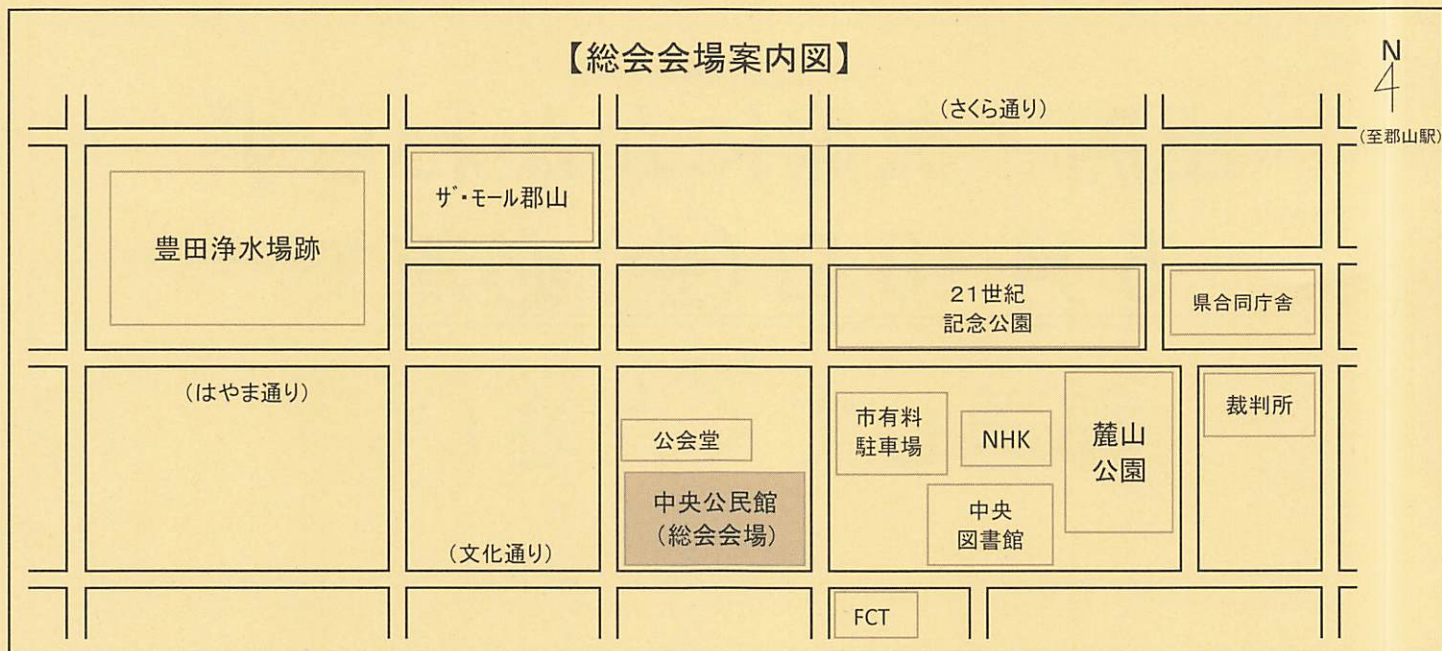 【総会会場案内図】
N
(さくら通り)
(至郡山駅)
ザ・モール郡山
豊田浄水場跡
21世紀
記念公園
県合同庁舎
(はやま通り)
公会堂
市有料
駐車場
NHK
麓山
公園
裁判所
中央公民館
(総会会場)
中央
図書館
(文化通り)
FCT